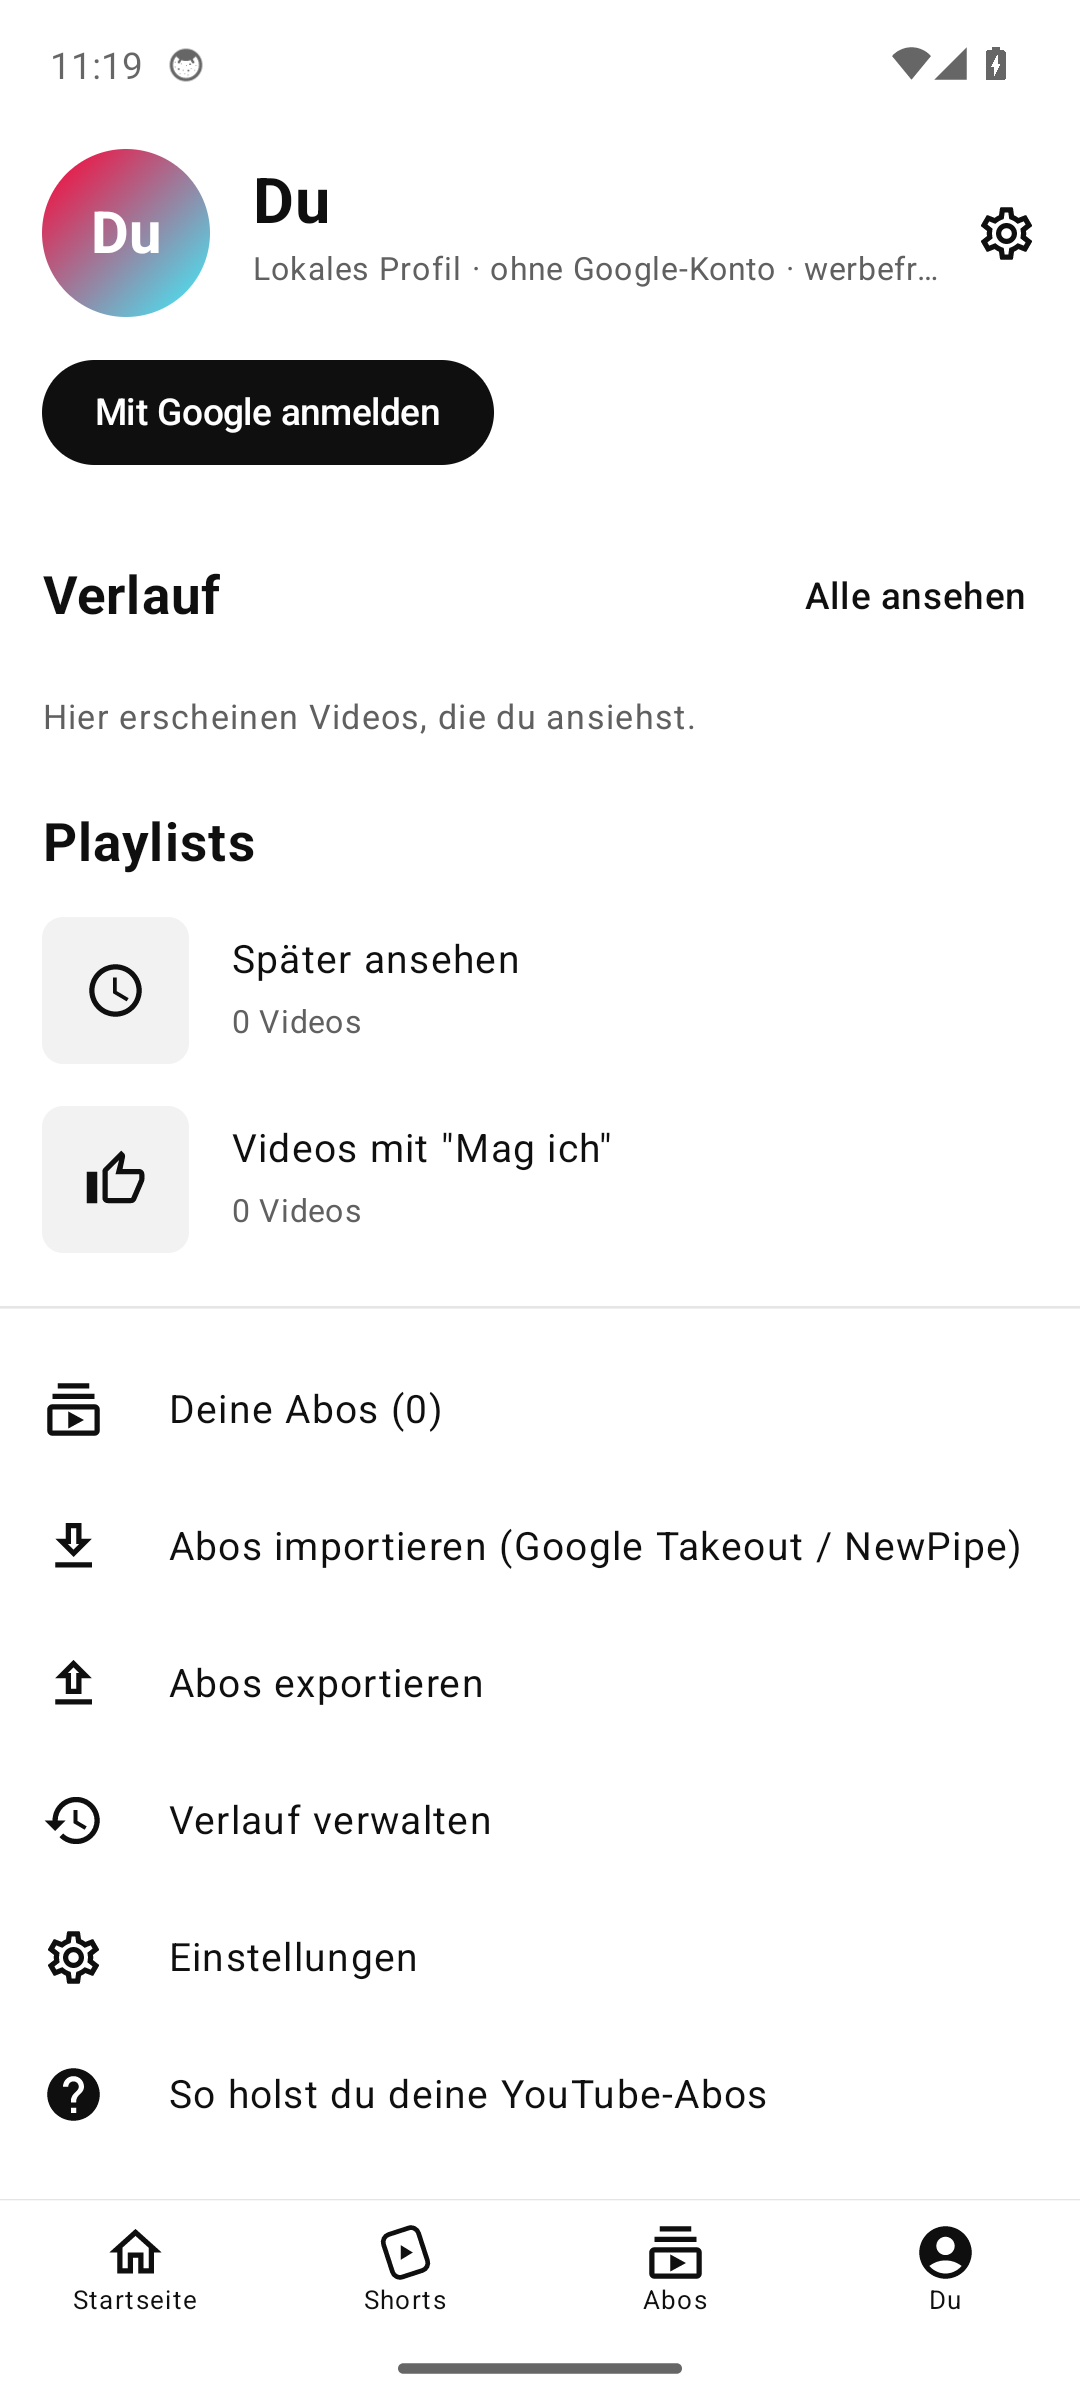 11:19
Du
Du
Lokales Profil · ohne Google-Konto · werbefr…
Mit Google anmelden
Verlauf
Alle ansehen
Hier erscheinen Videos, die du ansiehst.
Playlists
Später ansehen
0 Videos
Videos mit "Mag ich"
0 Videos
Deine Abos (0)
Abos importieren (Google Takeout / NewPipe)
Abos exportieren
Verlauf verwalten
Einstellungen
So holst du deine YouTube-Abos
Startseite
Shorts
Abos
Du